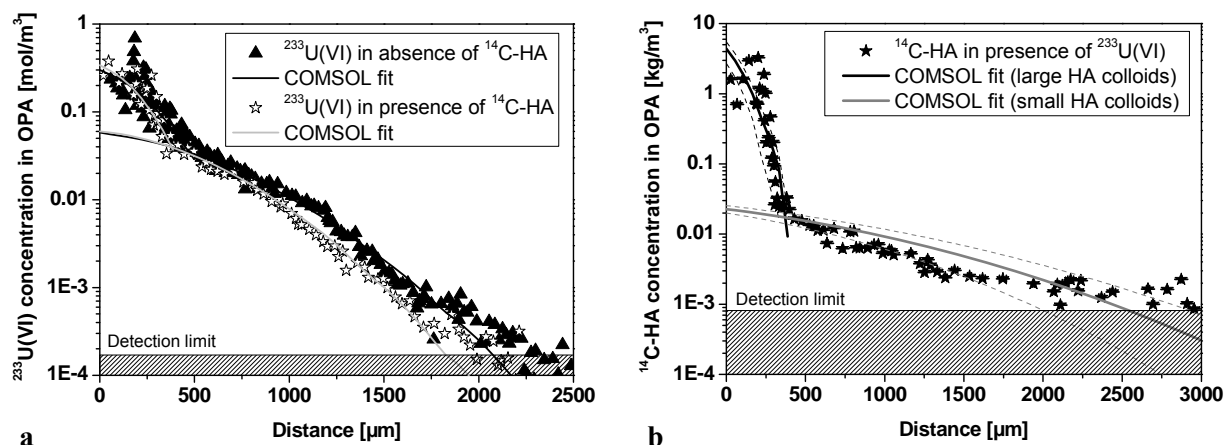 ²³³U(VI) concentration in OPA [mol/m³]
1
0.1
0.01
1E-3
1E-4
▲ ²³³U(VI) in absence of ¹⁴C-HA
COMSOL fit
☆ ²³³U(VI) in presence of ¹⁴C-HA
COMSOL fit
Detection limit
0 500 1000 1500 2000 2500
Distance [µm]
a
¹⁴C-HA concentration in OPA [kg/m³]
10
1
0.1
0.01
1E-3
1E-4
★ ¹⁴C-HA in presence of ²³³U(VI)
COMSOL fit (large HA colloids)
COMSOL fit (small HA colloids)
Detection limit
0 500 1000 1500 2000 2500 3000
Distance [µm]
b